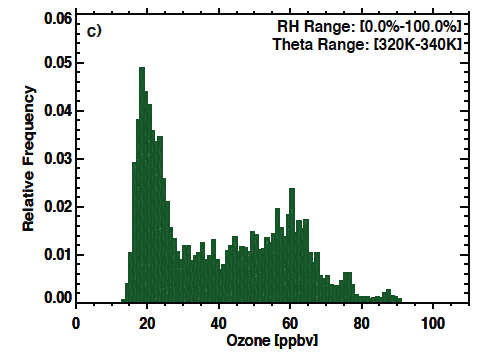 c)
RH Range: [0.0%-100.0%]
Theta Range: [320K-340K]
Relative Frequency
0.06
0.05
0.04
0.03
0.02
0.01
0.00
0 20 40 60 80 100
Ozone [ppbv]